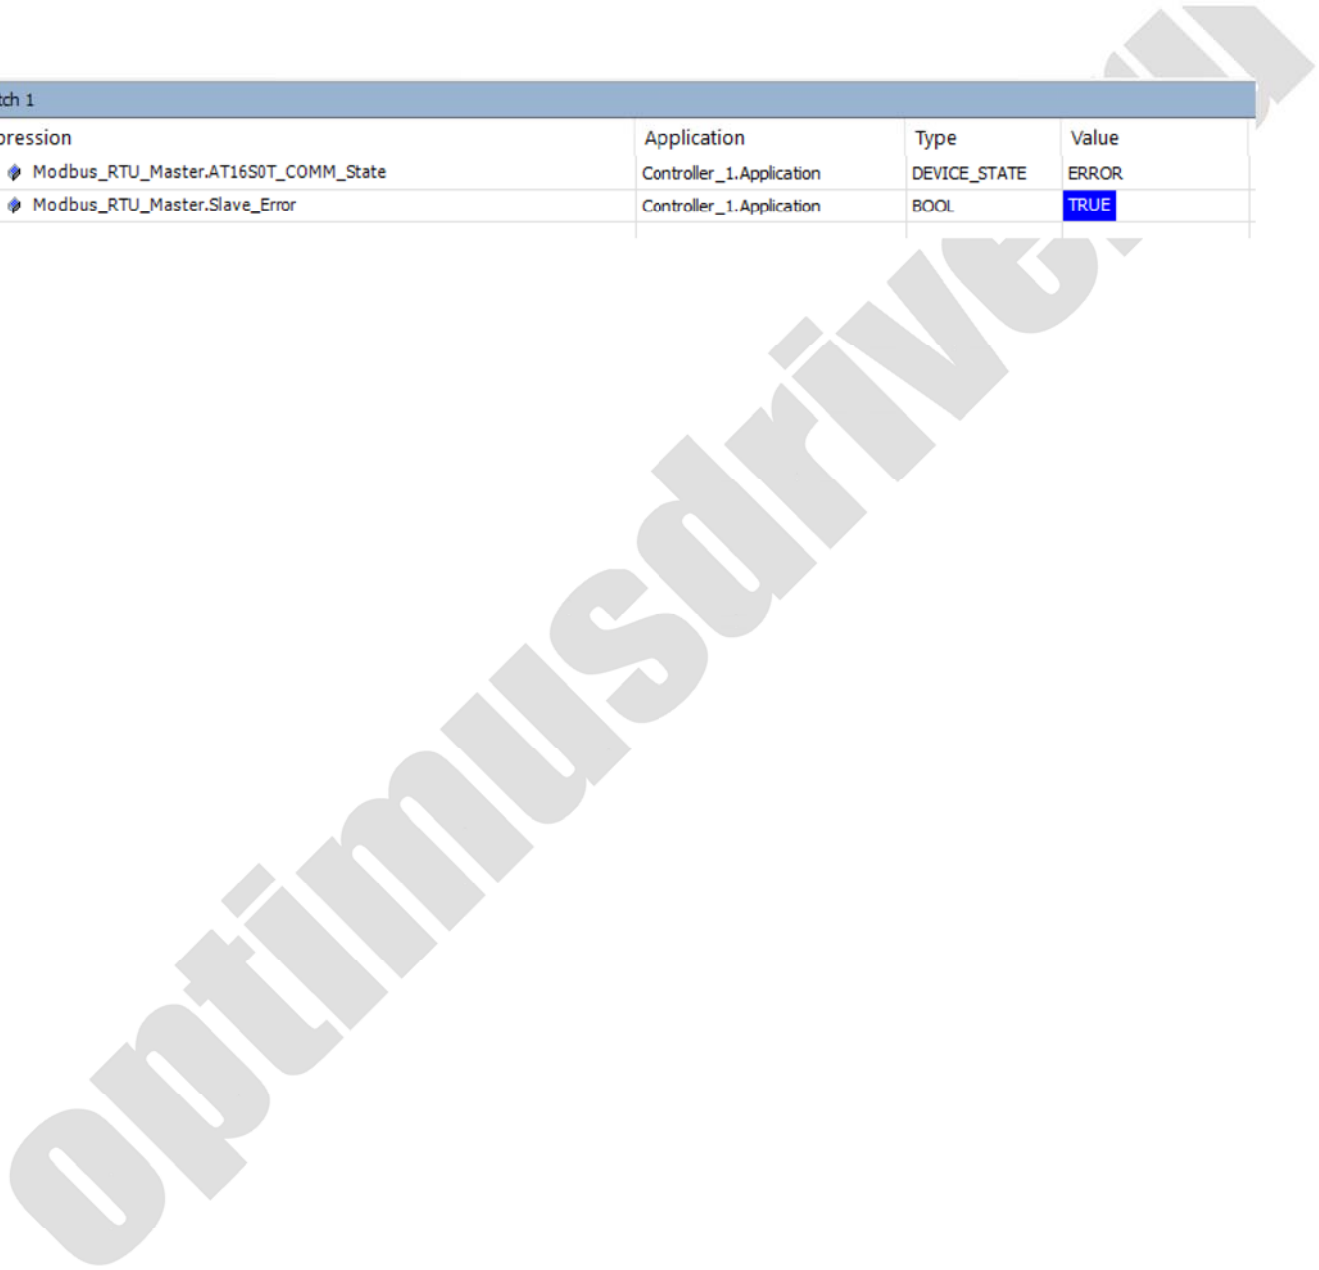 tch 1
pression Application Type Value
Modbus_RTU_Master.AT16S0T_COMM_State Controller_1.Application DEVICE_STATE ERROR
Modbus_RTU_Master.Slave_Error Controller_1.Application BOOL TRUE
optimusdrive.ru